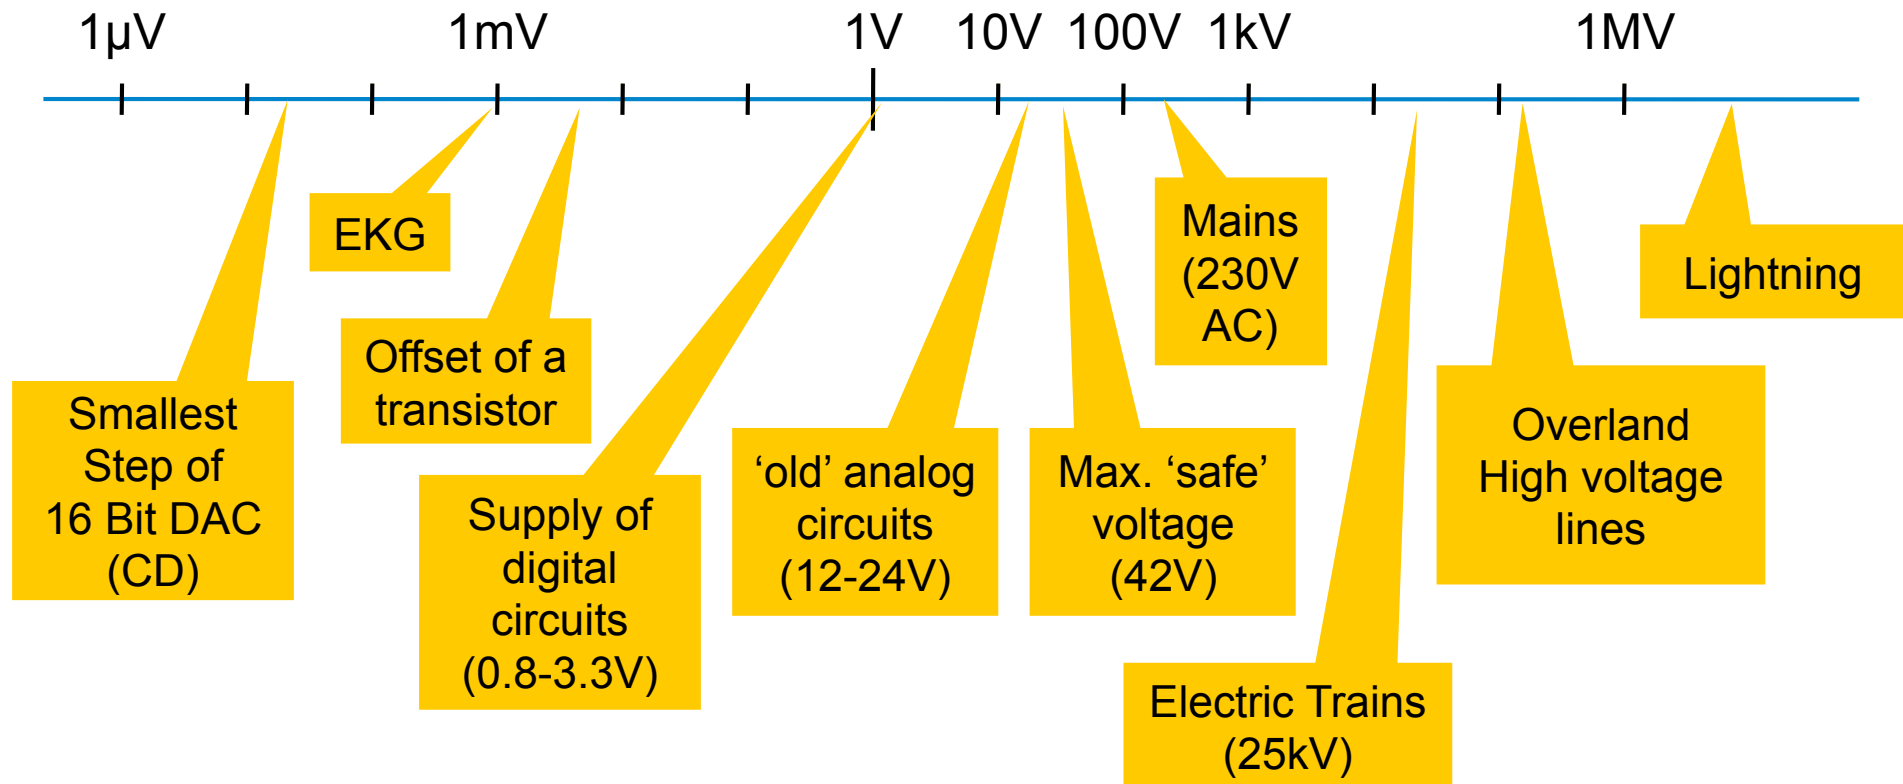 1µV 1mV 1V 10V 100V 1kV 1MV
EKG
Mains
(230V
AC)
Lightning
Offset of a
transistor
Smallest
Step of
16 Bit DAC
(CD)
Supply of
digital
circuits
(0.8-3.3V)
‘old’ analog
circuits
(12-24V)
Max. ‘safe’
voltage
(42V)
Overland
High voltage
lines
Electric Trains
(25kV)